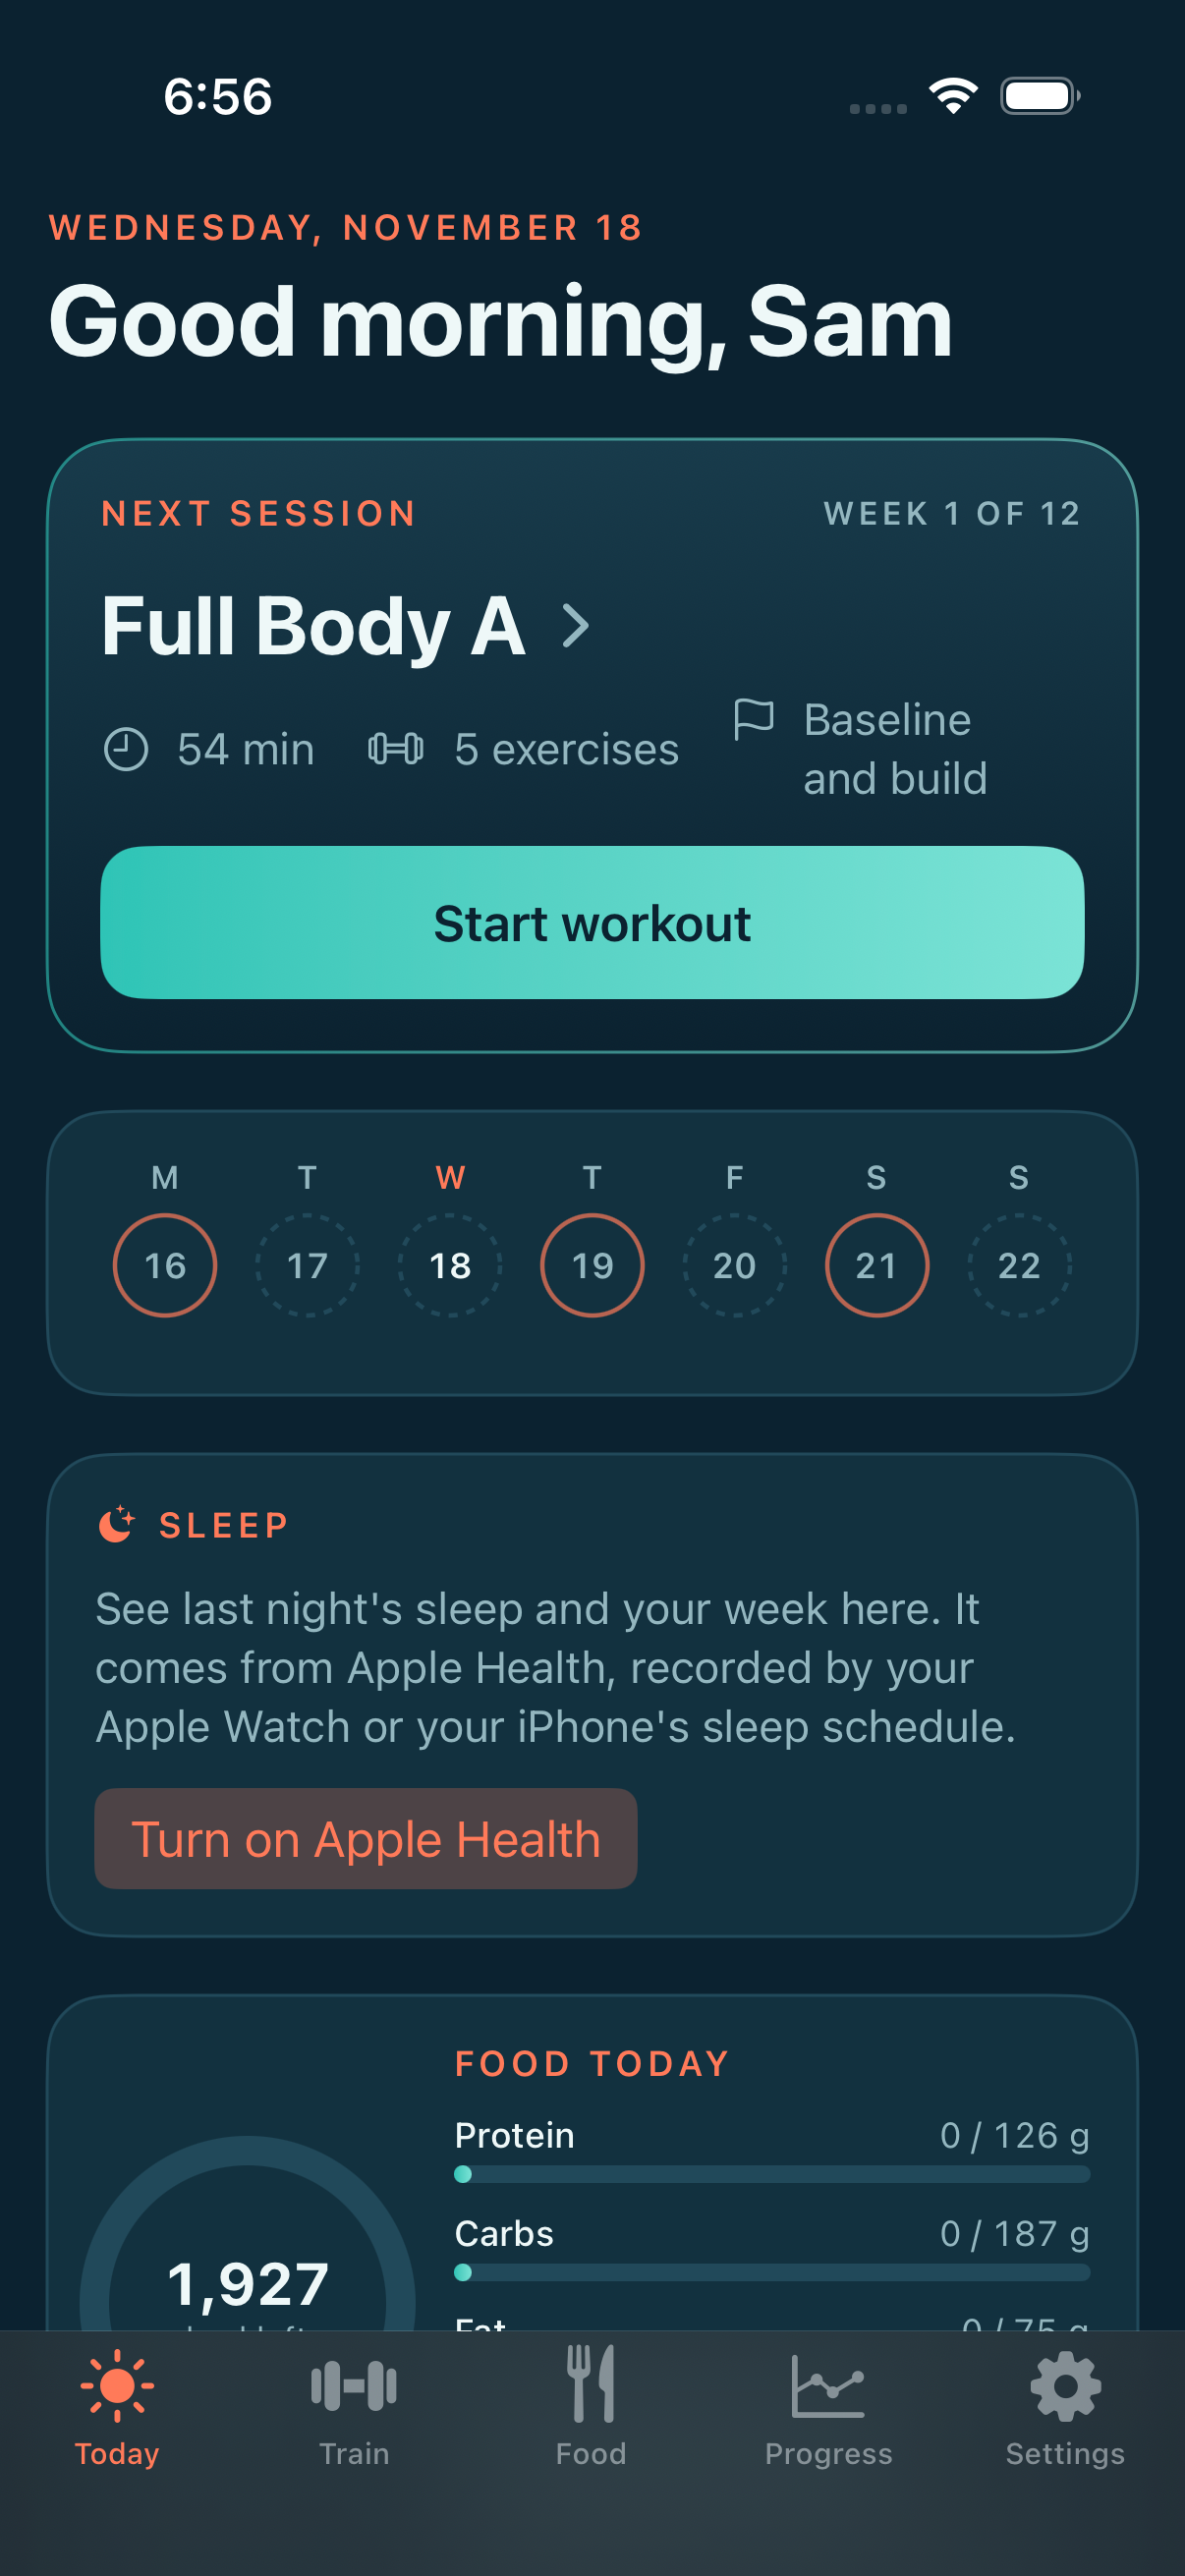 6:56
WEDNESDAY, NOVEMBER 18
Good morning, Sam
NEXT SESSION
WEEK 1 OF 12
Full Body A
54 min
5 exercises
Baseline
and build
Start workout
M T W T F S S
16 17 18 19 20 21 22
SLEEP
See last night's sleep and your week here. It
comes from Apple Health, recorded by your
Apple Watch or your iPhone's sleep schedule.
Turn on Apple Health
FOOD TODAY
Protein 0 / 126 g
Carbs 0 / 187 g
1,927
Fat 0 / 75 g
Today Train Food Progress Settings